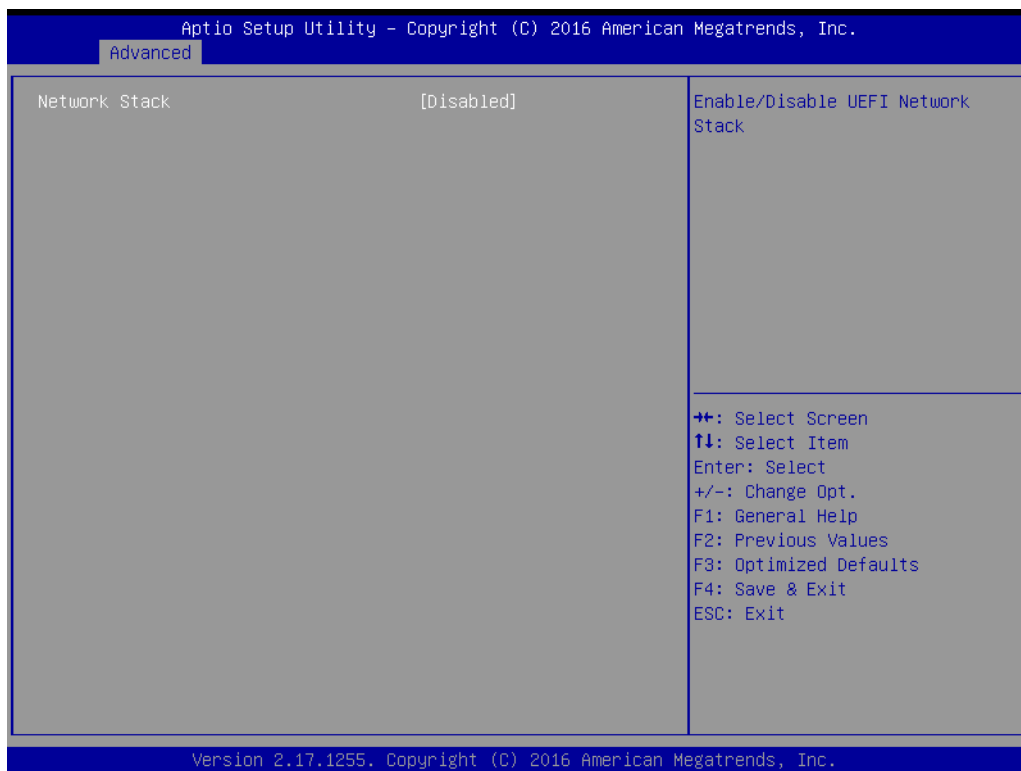 Aptio Setup Utility – Copyright (C) 2016 American Megatrends, Inc.
Advanced
Network Stack [Disabled]
Enable/Disable UEFI Network
Stack
→←: Select Screen
↑↓: Select Item
Enter: Select
+/-: Change Opt.
F1: General Help
F2: Previous Values
F3: Optimized Defaults
F4: Save & Exit
ESC: Exit
Version 2.17.1255. Copyright (C) 2016 American Megatrends, Inc.